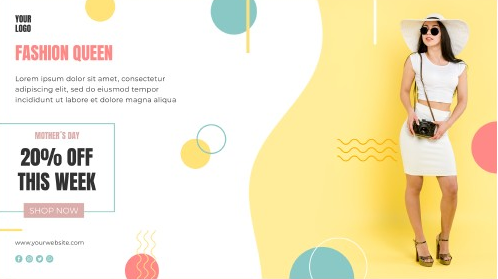 YOUR
LOGO
FASHION QUEEN
Lorem ipsum dolor sit amet, consectetur
adipiscing elit, sed do eiusmod tempor
incididunt ut labore et dolore magna aliqua
MOTHER`S DAY
20% OFF
THIS WEEK
SHOP NOW
www.yourwebsite.com